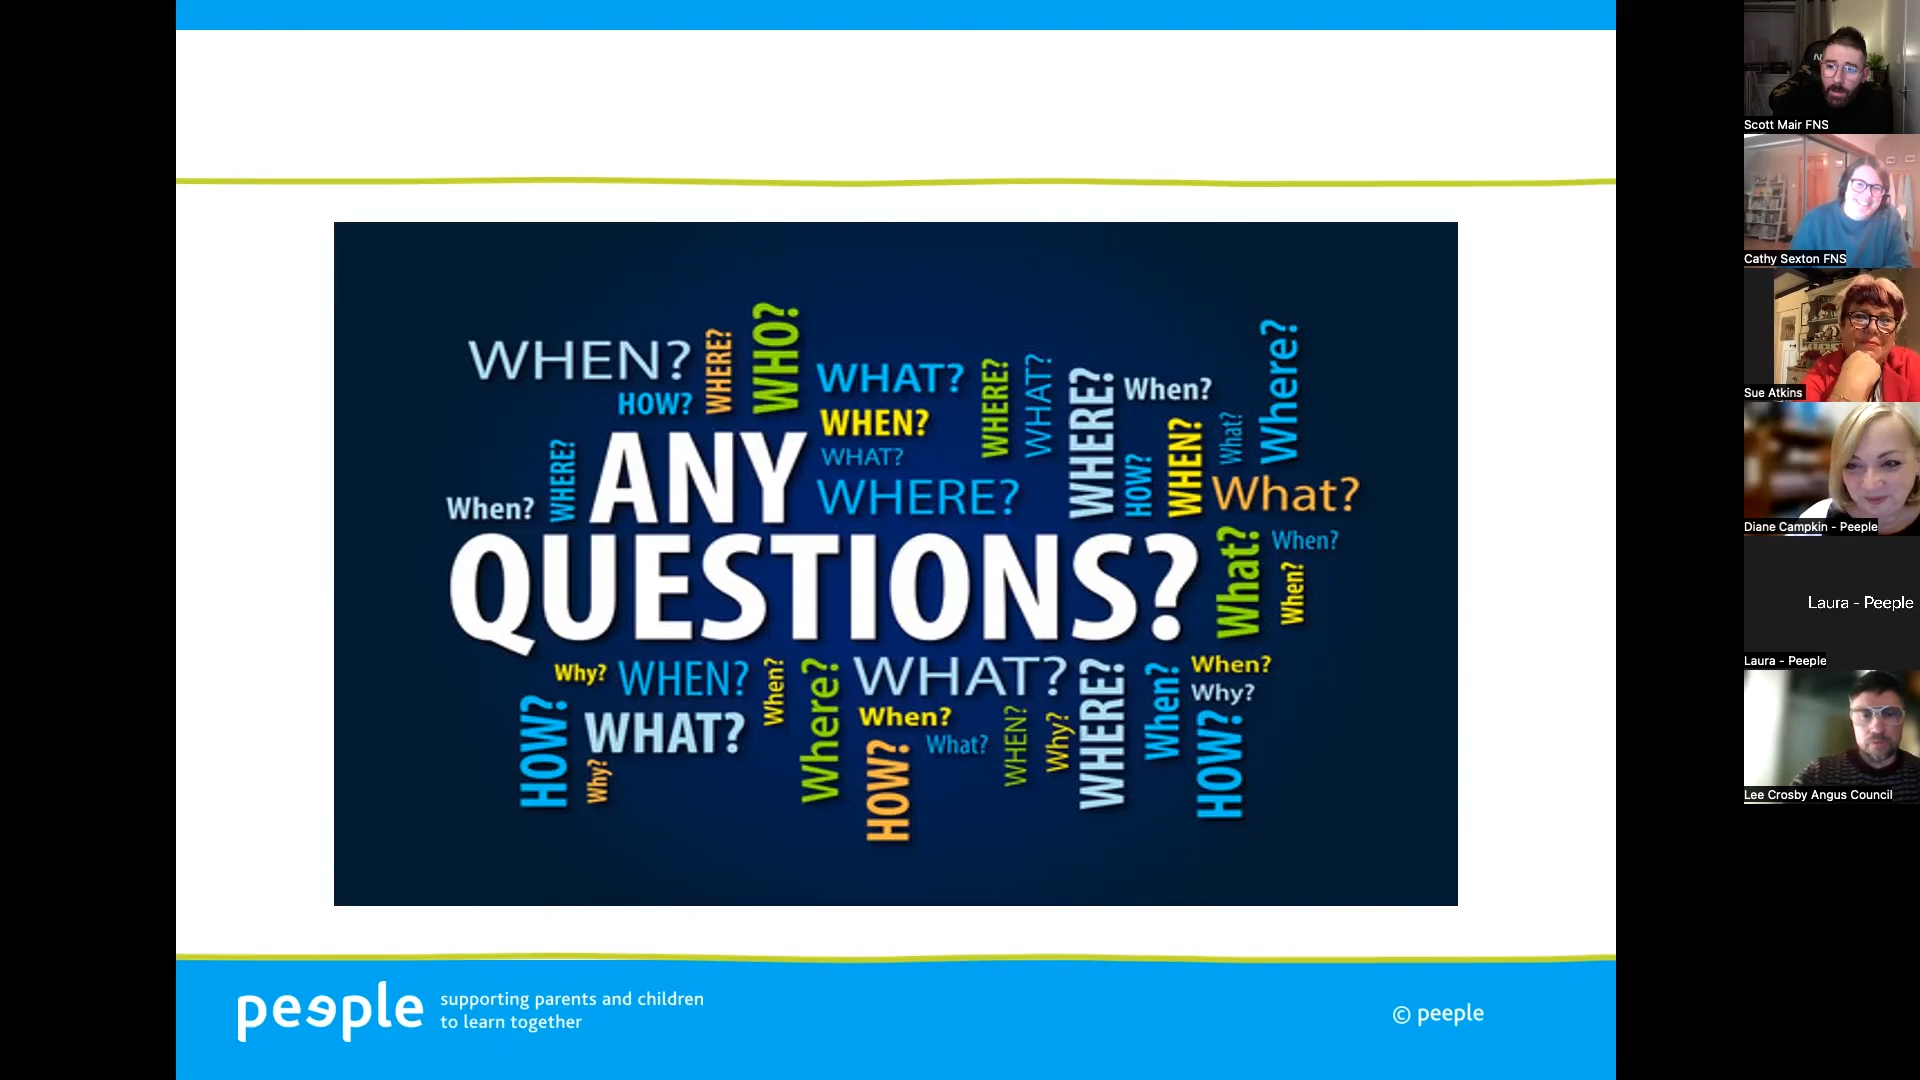 WHEN?
WHERE?
WHO?
HOW?
WHAT?
WHEN?
WHAT?
WHERE?
WHERE?
WHAT?
WHERE?
When?
HOW?
WHEN?
What?
Where?
What?
When?
WHERE?
ANY
QUESTIONS?
What?
When?
When?
Why?
WHEN?
When?
Where?
WHAT?
WHERE?
When?
When?
Why?
HOW?
WHAT?
Why?
When?
HOW?
What?
WHEN?
Why?
HOW?
peeple
supporting parents and children
to learn together
© peeple
Scott Mair FNS
Cathy Sexton FNS
Sue Atkins
Diane Campkin - Peeple
Laura - Peeple
Laura - Peeple
Lee Crosby Angus Council